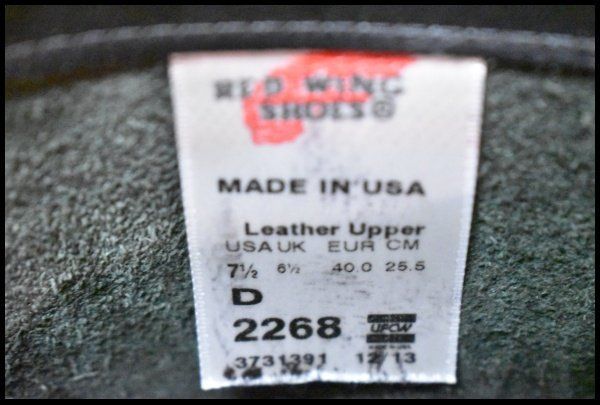 RED WING
SHOES®
MADE IN USA
Leather Upper
USA UK EUR CM
7½ 6½ 40.0 25.5
D
2268 UFCW
3731391 12/13